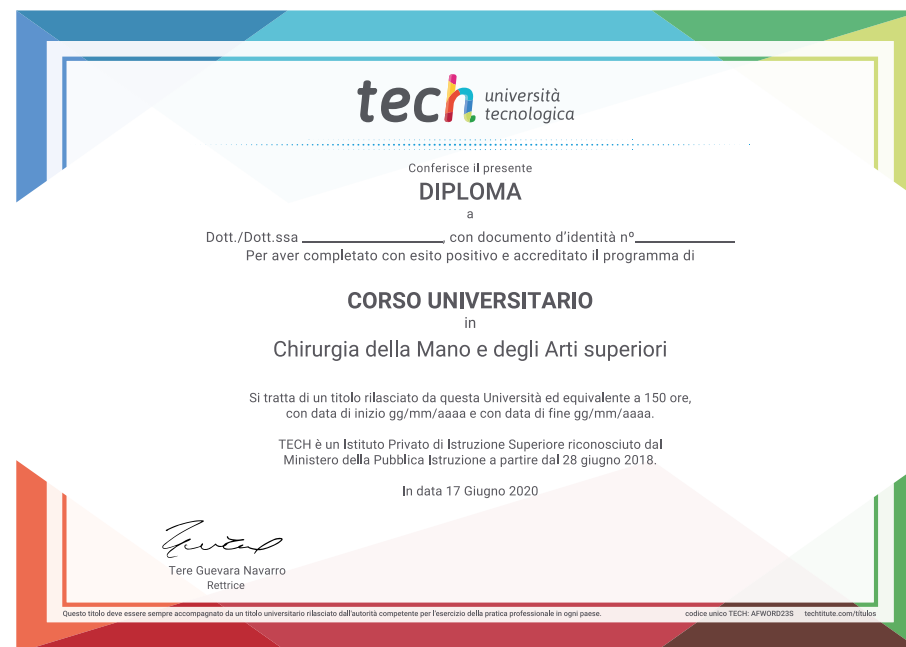 tech università
tecnologica
Conferisce il presente
DIPLOMA
a
Dott./Dott.ssa ____________________, con documento d'identità nº______________
Per aver completato con esito positivo e accreditato il programma di
CORSO UNIVERSITARIO
in
Chirurgia della Mano e degli Arti superiori
Si tratta di un titolo rilasciato da questa Università ed equivalente a 150 ore,
con data di inizio gg/mm/aaaa e con data di fine gg/mm/aaaa.
TECH è un Istituto Privato di Istruzione Superiore riconosciuto dal
Ministero della Pubblica Istruzione a partire dal 28 giugno 2018.
In data 17 Giugno 2020
Tere Guevara Navarro
Rettrice
Questo titolo deve essere sempre accompagnato da un titolo universitario rilasciato dall'autorità competente per l'esercizio della pratica professionale in ogni paese. codice unico TECH: AFWORD23S techtitute.com/titulos